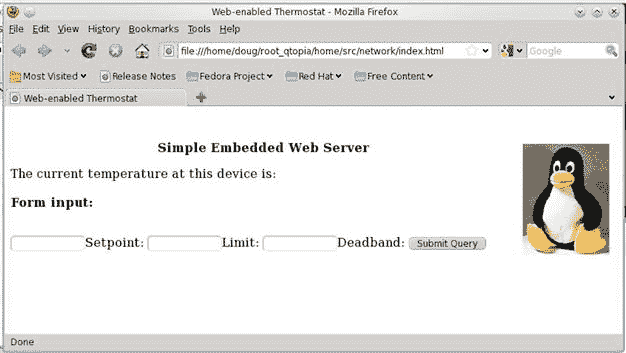 Web-enabled Thermostat - Mozilla Firefox
File Edit View History Bookmarks Tools Help
file:///home/doug/root_qtopia/home/src/network/index.html Google
Most Visited Release Notes Fedora Project Red Hat Free Content
Web-enabled Thermostat
Simple Embedded Web Server
The current temperature at this device is:
Form input:
Setpoint: Limit: Deadband: Submit Query
Done